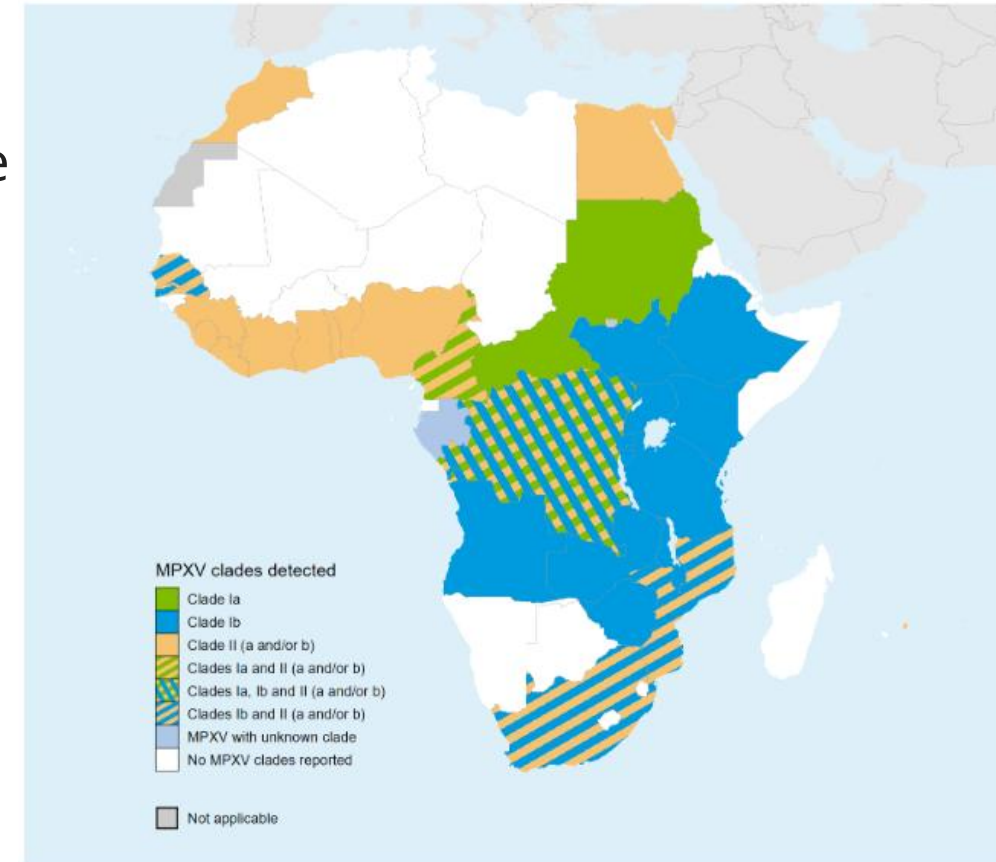 e
MPXV clades detected
Clade Ia
Clade Ib
Clade II (a and/or b)
Clades Ia and II (a and/or b)
Clades Ia, Ib and II (a and/or b)
Clades Ib and II (a and/or b)
MPXV with unknown clade
No MPXV clades reported
Not applicable